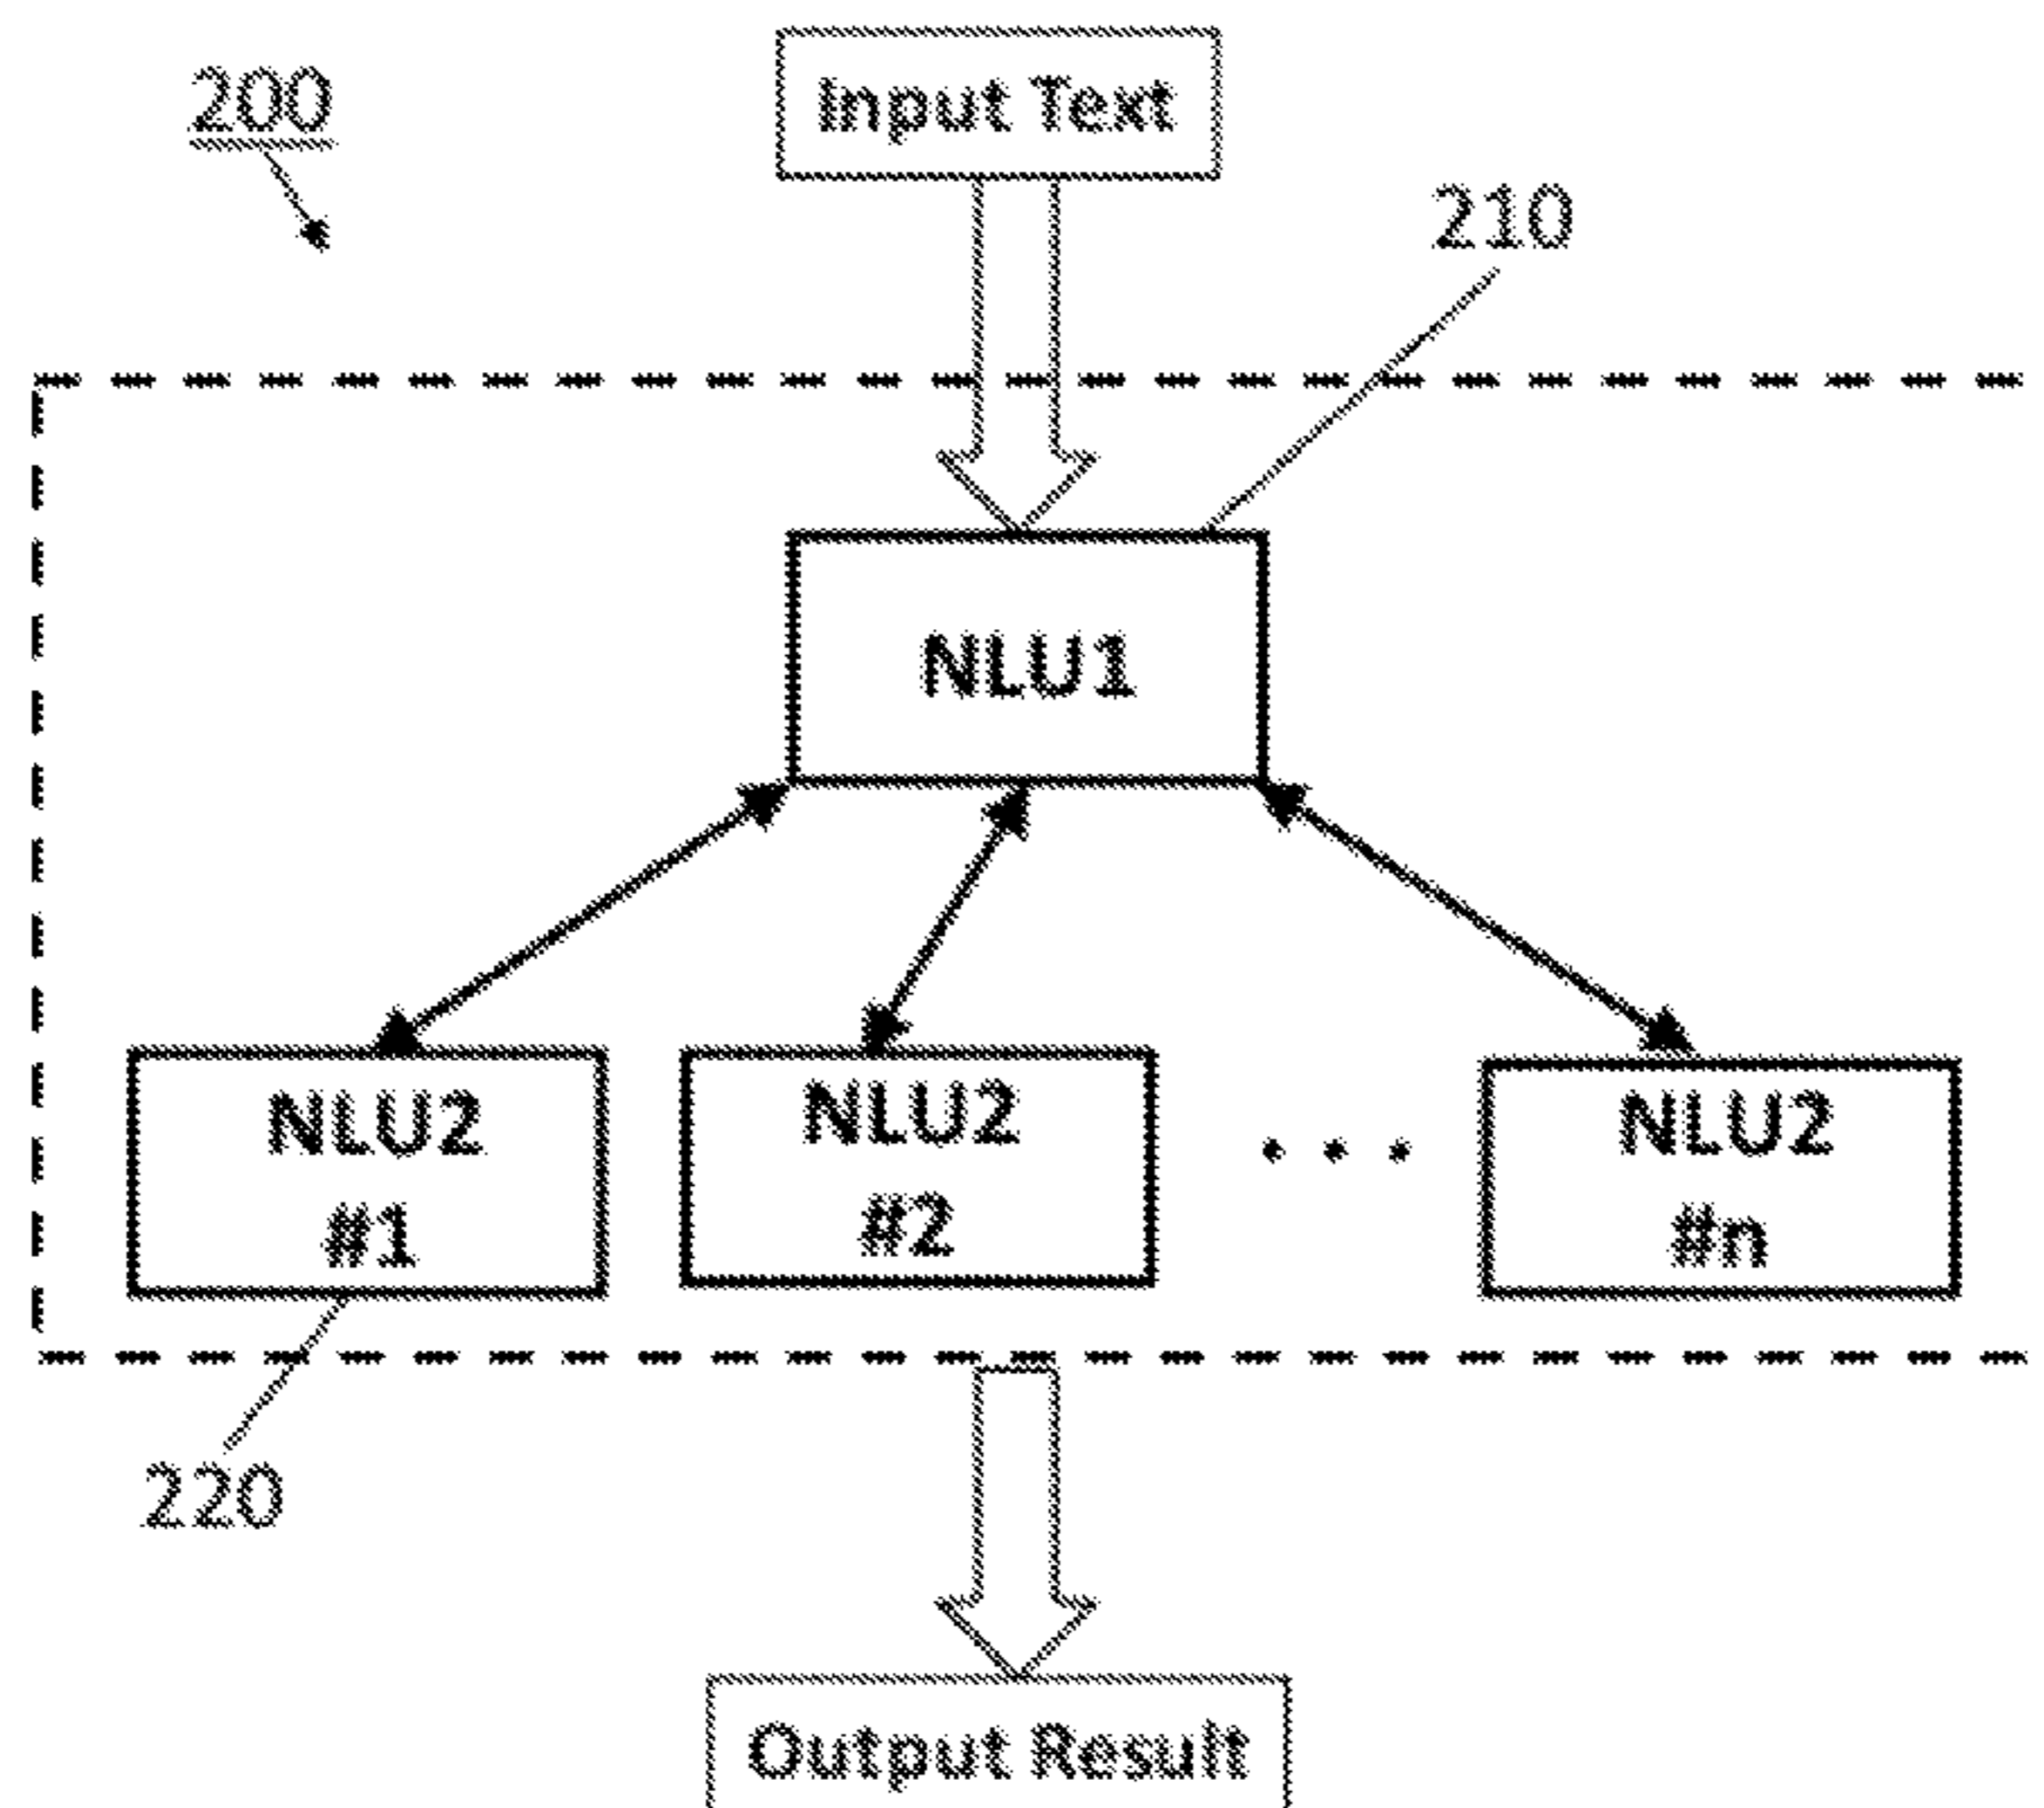 200
Input Text
210
NLU1
NLU2
#1
NLU2
#2
. . .
NLU2
#n
220
Output Result